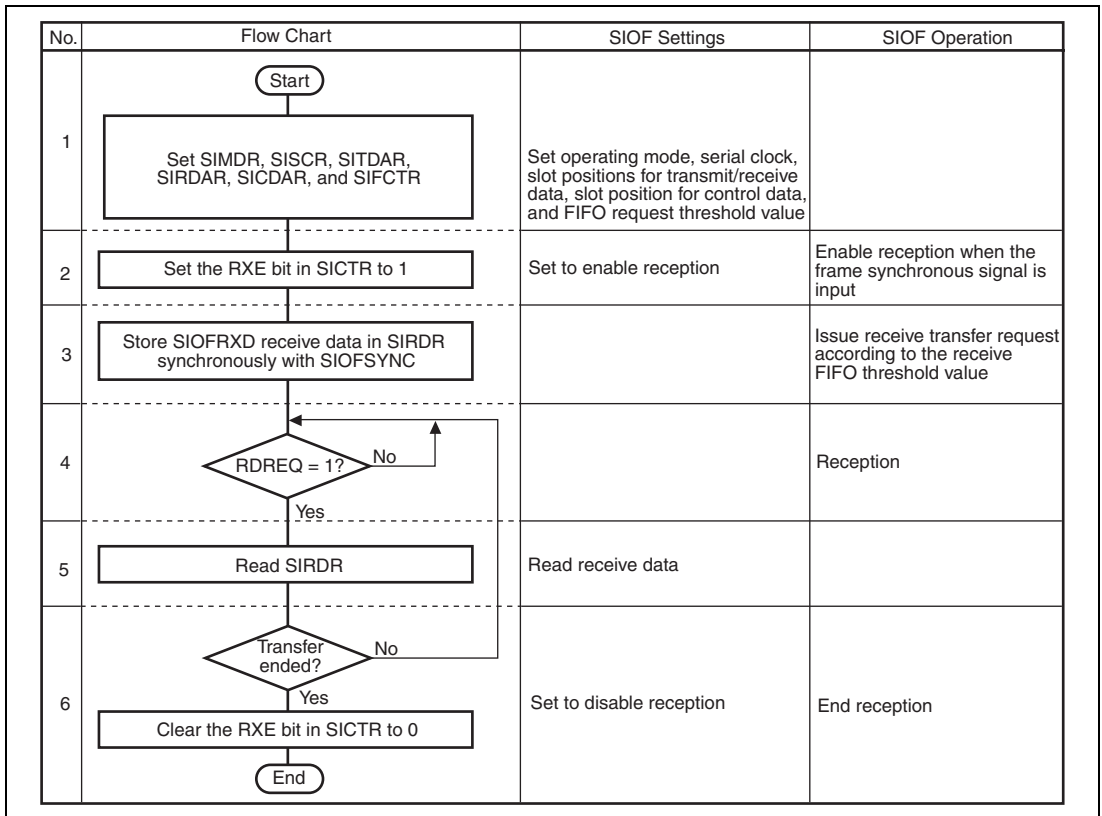 No.
Flow Chart
SIOF Settings
SIOF Operation
1
Start
Set SIMDR, SISCR, SITDAR,
SIRDAR, SICDAR, and SIFCTR
Set operating mode, serial clock,
slot positions for transmit/receive
data, slot position for control data,
and FIFO request threshold value
2
Set the RXE bit in SICTR to 1
Set to enable reception
Enable reception when the
frame synchronous signal is
input
3
Store SIOFRXD receive data in SIRDR
synchronously with SIOFSYNC
Issue receive transfer request
according to the receive
FIFO threshold value
4
RDREQ = 1?
No
Yes
Reception
5
Read SIRDR
Read receive data
6
Transfer
ended?
No
Yes
Clear the RXE bit in SICTR to 0
End
Set to disable reception
End reception